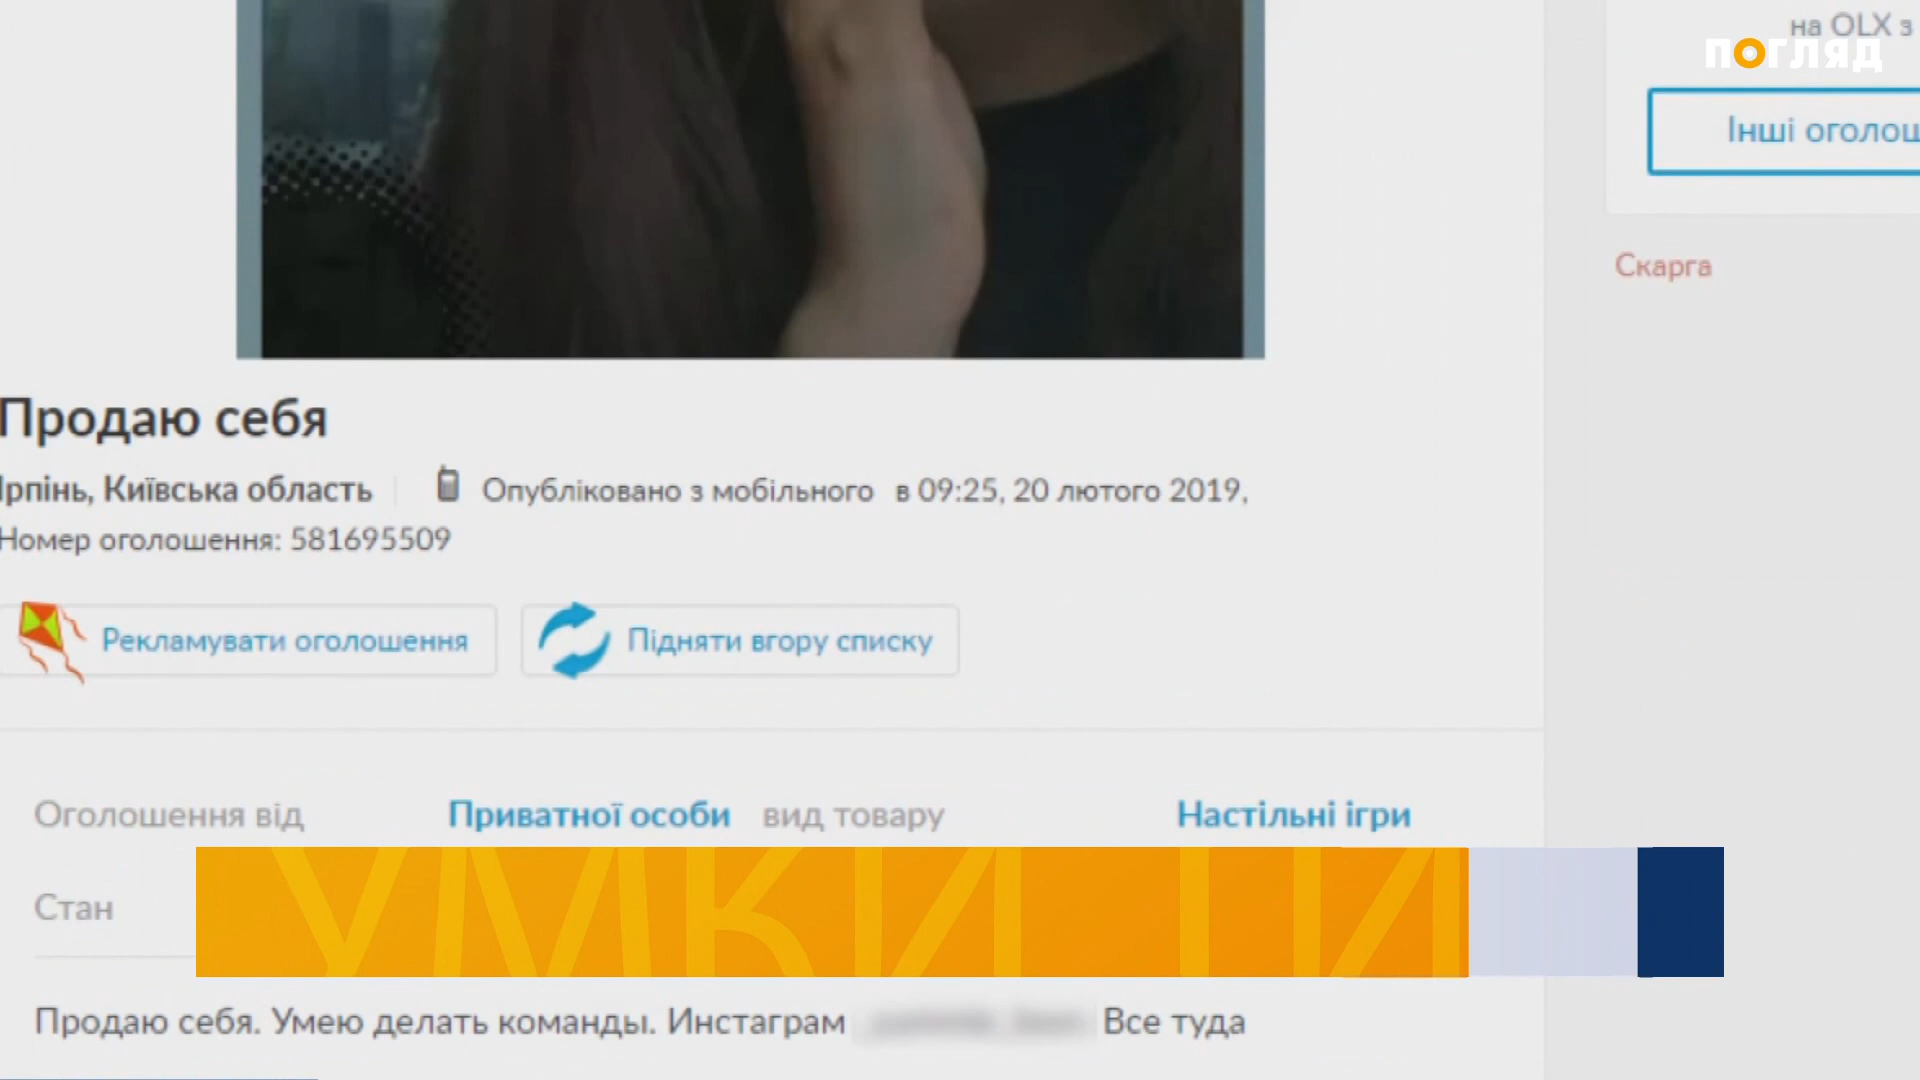 на OLX з
погляд
Інші оголош
Скарга
Продаю себя
Ірпінь, Київська область Опубліковано з мобільного в 09:25, 20 лютого 2019,
Номер оголошення: 581695509
Рекламувати оголошення Підняти вгору списку
Оголошення від Приватної особи вид товару Настільні ігри
Стан
Продаю себя. Умею делать команды. Инстаграм Все туда